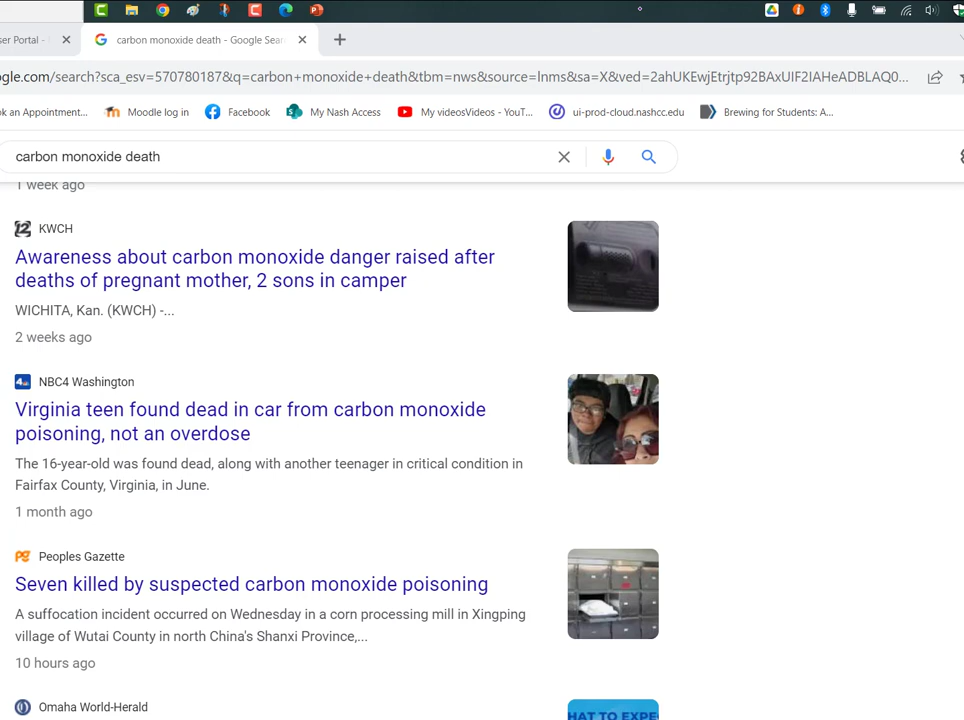 ser Portal -
carbon monoxide death - Google Sear
gle.com/search?sca_esv=570780187&q=carbon+monoxide+death&tbm=nws&source=lnms&sa=X&ved=2ahUKEwjEtrjtp92BAxUIF2IAHeADBLAQ0...
ok an Appointment... Moodle log in Facebook My Nash Access My videosVideos - YouT... ui-prod-cloud.nashcc.edu Brewing for Students: A...
carbon monoxide death
1 week ago
12 KWCH
Awareness about carbon monoxide danger raised after
deaths of pregnant mother, 2 sons in camper
WICHITA, Kan. (KWCH) -...
2 weeks ago
4 NBC4 Washington
Virginia teen found dead in car from carbon monoxide
poisoning, not an overdose
The 16-year-old was found dead, along with another teenager in critical condition in
Fairfax County, Virginia, in June.
1 month ago
PG Peoples Gazette
Seven killed by suspected carbon monoxide poisoning
A suffocation incident occurred on Wednesday in a corn processing mill in Xingping
village of Wutai County in north China's Shanxi Province,...
10 hours ago
Omaha World-Herald
HAT TO EXPE